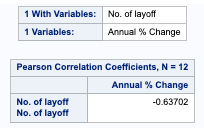 1 With Variables: No. of layoff
1 Variables: Annual % Change
Pearson Correlation Coefficients, N = 12
Annual % Change
No. of layoff -0.63702
No. of layoff